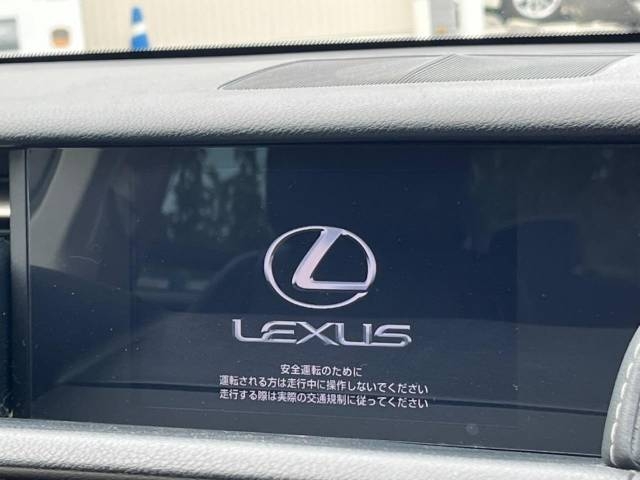 LEXUS
安全運転のために
運転される方は走行中に操作しないでください
走行する際は実際の交通規制に従ってください